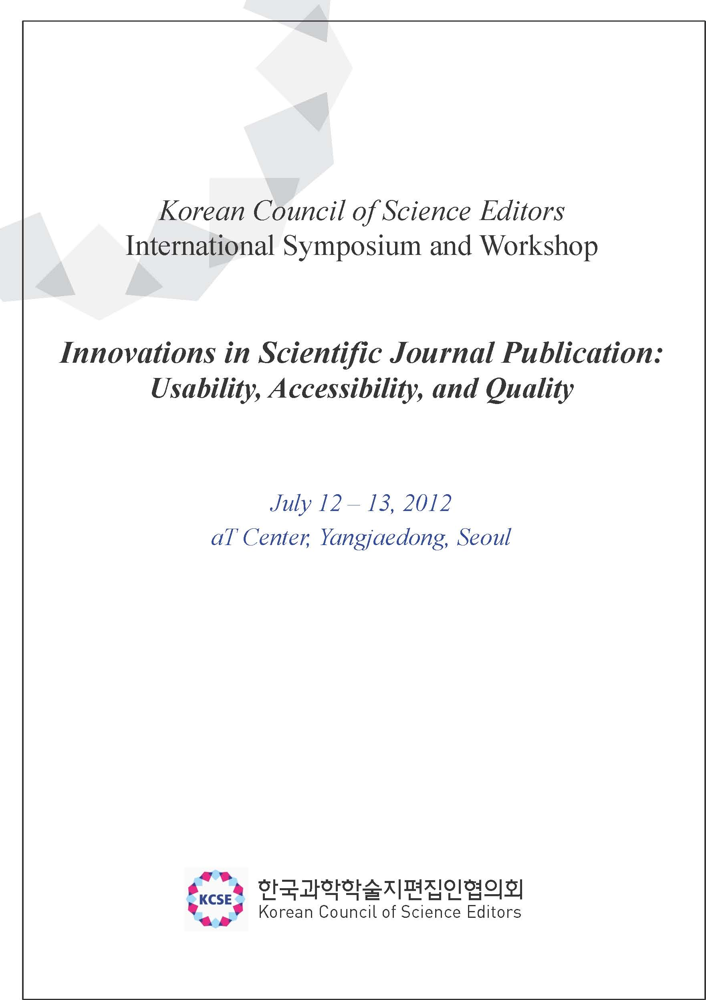 Korean Council of Science Editors
International Symposium and Workshop
Innovations in Scientific Journal Publication:
Usability, Accessibility, and Quality
July 12 – 13, 2012
aT Center, Yangjaedong, Seoul
KCSE
한국과학학술지편집인협의회
Korean Council of Science Editors